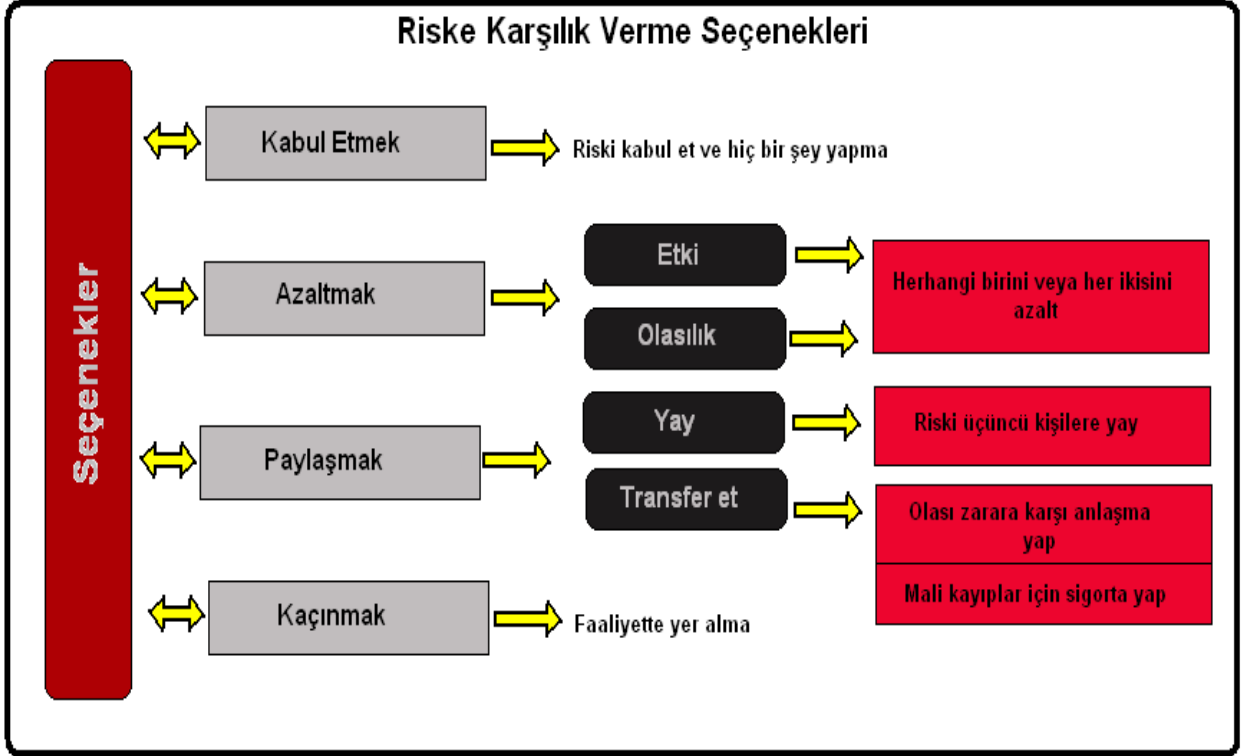 Riske Karşılık Verme Seçenekleri
Seçenekler
Kabul Etmek
Riski kabul et ve hiç bir şey yapma
Azaltmak
Etki
Olasılık
Herhangi birini veya her ikisini
azalt
Paylaşmak
Yay
Riski üçüncü kişilere yay
Transfer et
Olası zarara karşı anlaşma
yap
Mali kayıplar için sigorta yap
Kaçınmak
Faaliyette yer alma